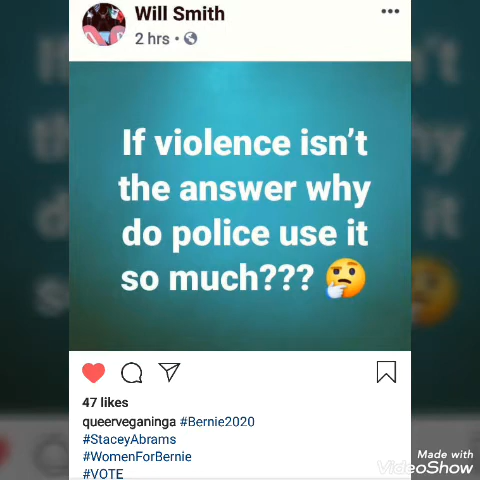 Will Smith
2 hrs •
If violence isn't
the answer why
do police use it
so much??? 🤔
47 likes
queerveganinga #Bernie2020
#StaceyAbrams
#WomenForBernie
#VOTE
Made with
VideoShow